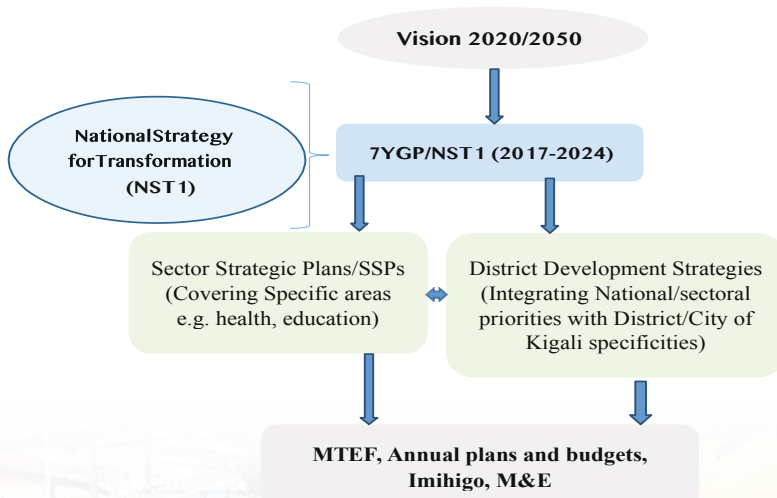 Vision 2020/2050
NationalStrategy
forTransformation
(NST1)
7YGP/NST1 (2017-2024)
Sector Strategic Plans/SSPs
(Covering Specific areas
e.g. health, education)
District Development Strategies
(Integrating National/sectoral
priorities with District/City of
Kigali specificities)
MTEF, Annual plans and budgets,
Imihigo, M&E